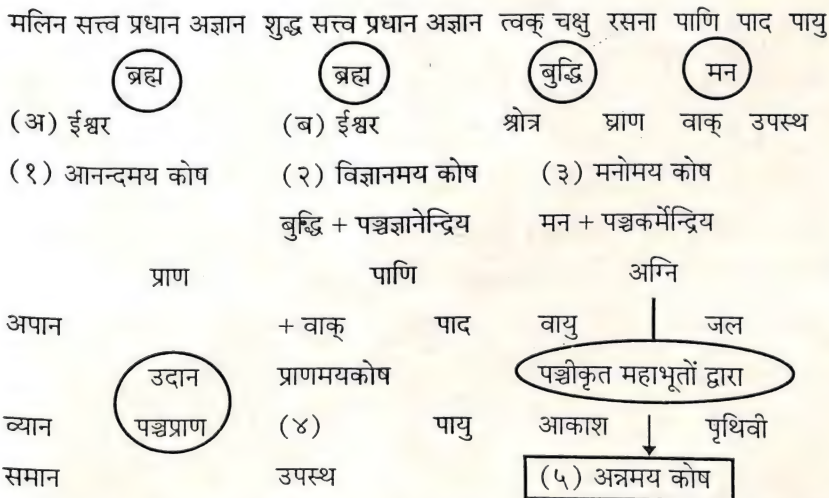 मलिन सत्त्व प्रधान अज्ञान शुद्ध सत्त्व प्रधान अज्ञान त्वक् चक्षु रसना पाणि पाद पायु
ब्रह्म ब्रह्म बुद्धि मन
(अ) ईश्वर (ब) ईश्वर श्रोत्र घ्राण वाक् उपस्थ
(१) आनन्दमय कोष (२) विज्ञानमय कोष (३) मनोमय कोष
बुद्धि + पञ्चज्ञानेन्द्रिय मन + पञ्चकर्मेन्द्रिय
प्राण पाणि अग्नि
अपान + वाक् पाद वायु जल
उदान प्राणमयकोष पञ्चीकृत महाभूतों द्वारा
व्यान पञ्चप्राण (४) पायु आकाश पृथिवी
समान उपस्थ (५) अन्नमय कोष